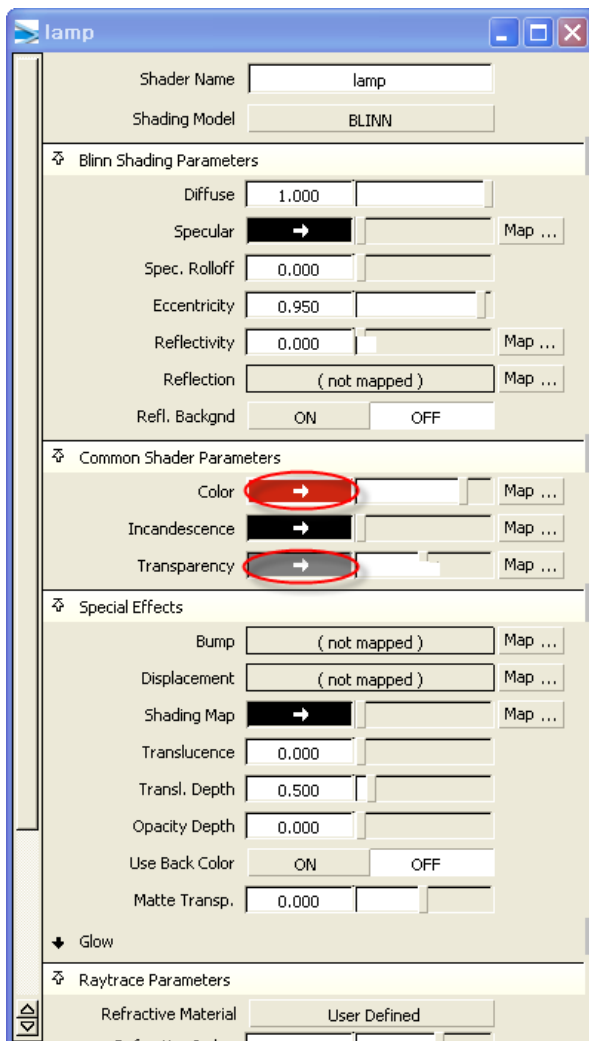 lamp
Shader Name lamp
Shading Model BLINN
Blinn Shading Parameters
Diffuse 1.000
Specular Map ...
Spec. Rolloff 0.000
Eccentricity 0.950
Reflectivity 0.000 Map ...
Reflection ( not mapped ) Map ...
Refl. Backgnd ON OFF
Common Shader Parameters
Color Map ...
Incandescence Map ...
Transparency Map ...
Special Effects
Bump ( not mapped ) Map ...
Displacement ( not mapped ) Map ...
Shading Map Map ...
Translucence 0.000
Transl. Depth 0.500
Opacity Depth 0.000
Use Back Color ON OFF
Matte Transp. 0.000
Glow
Raytrace Parameters
Refractive Material User Defined